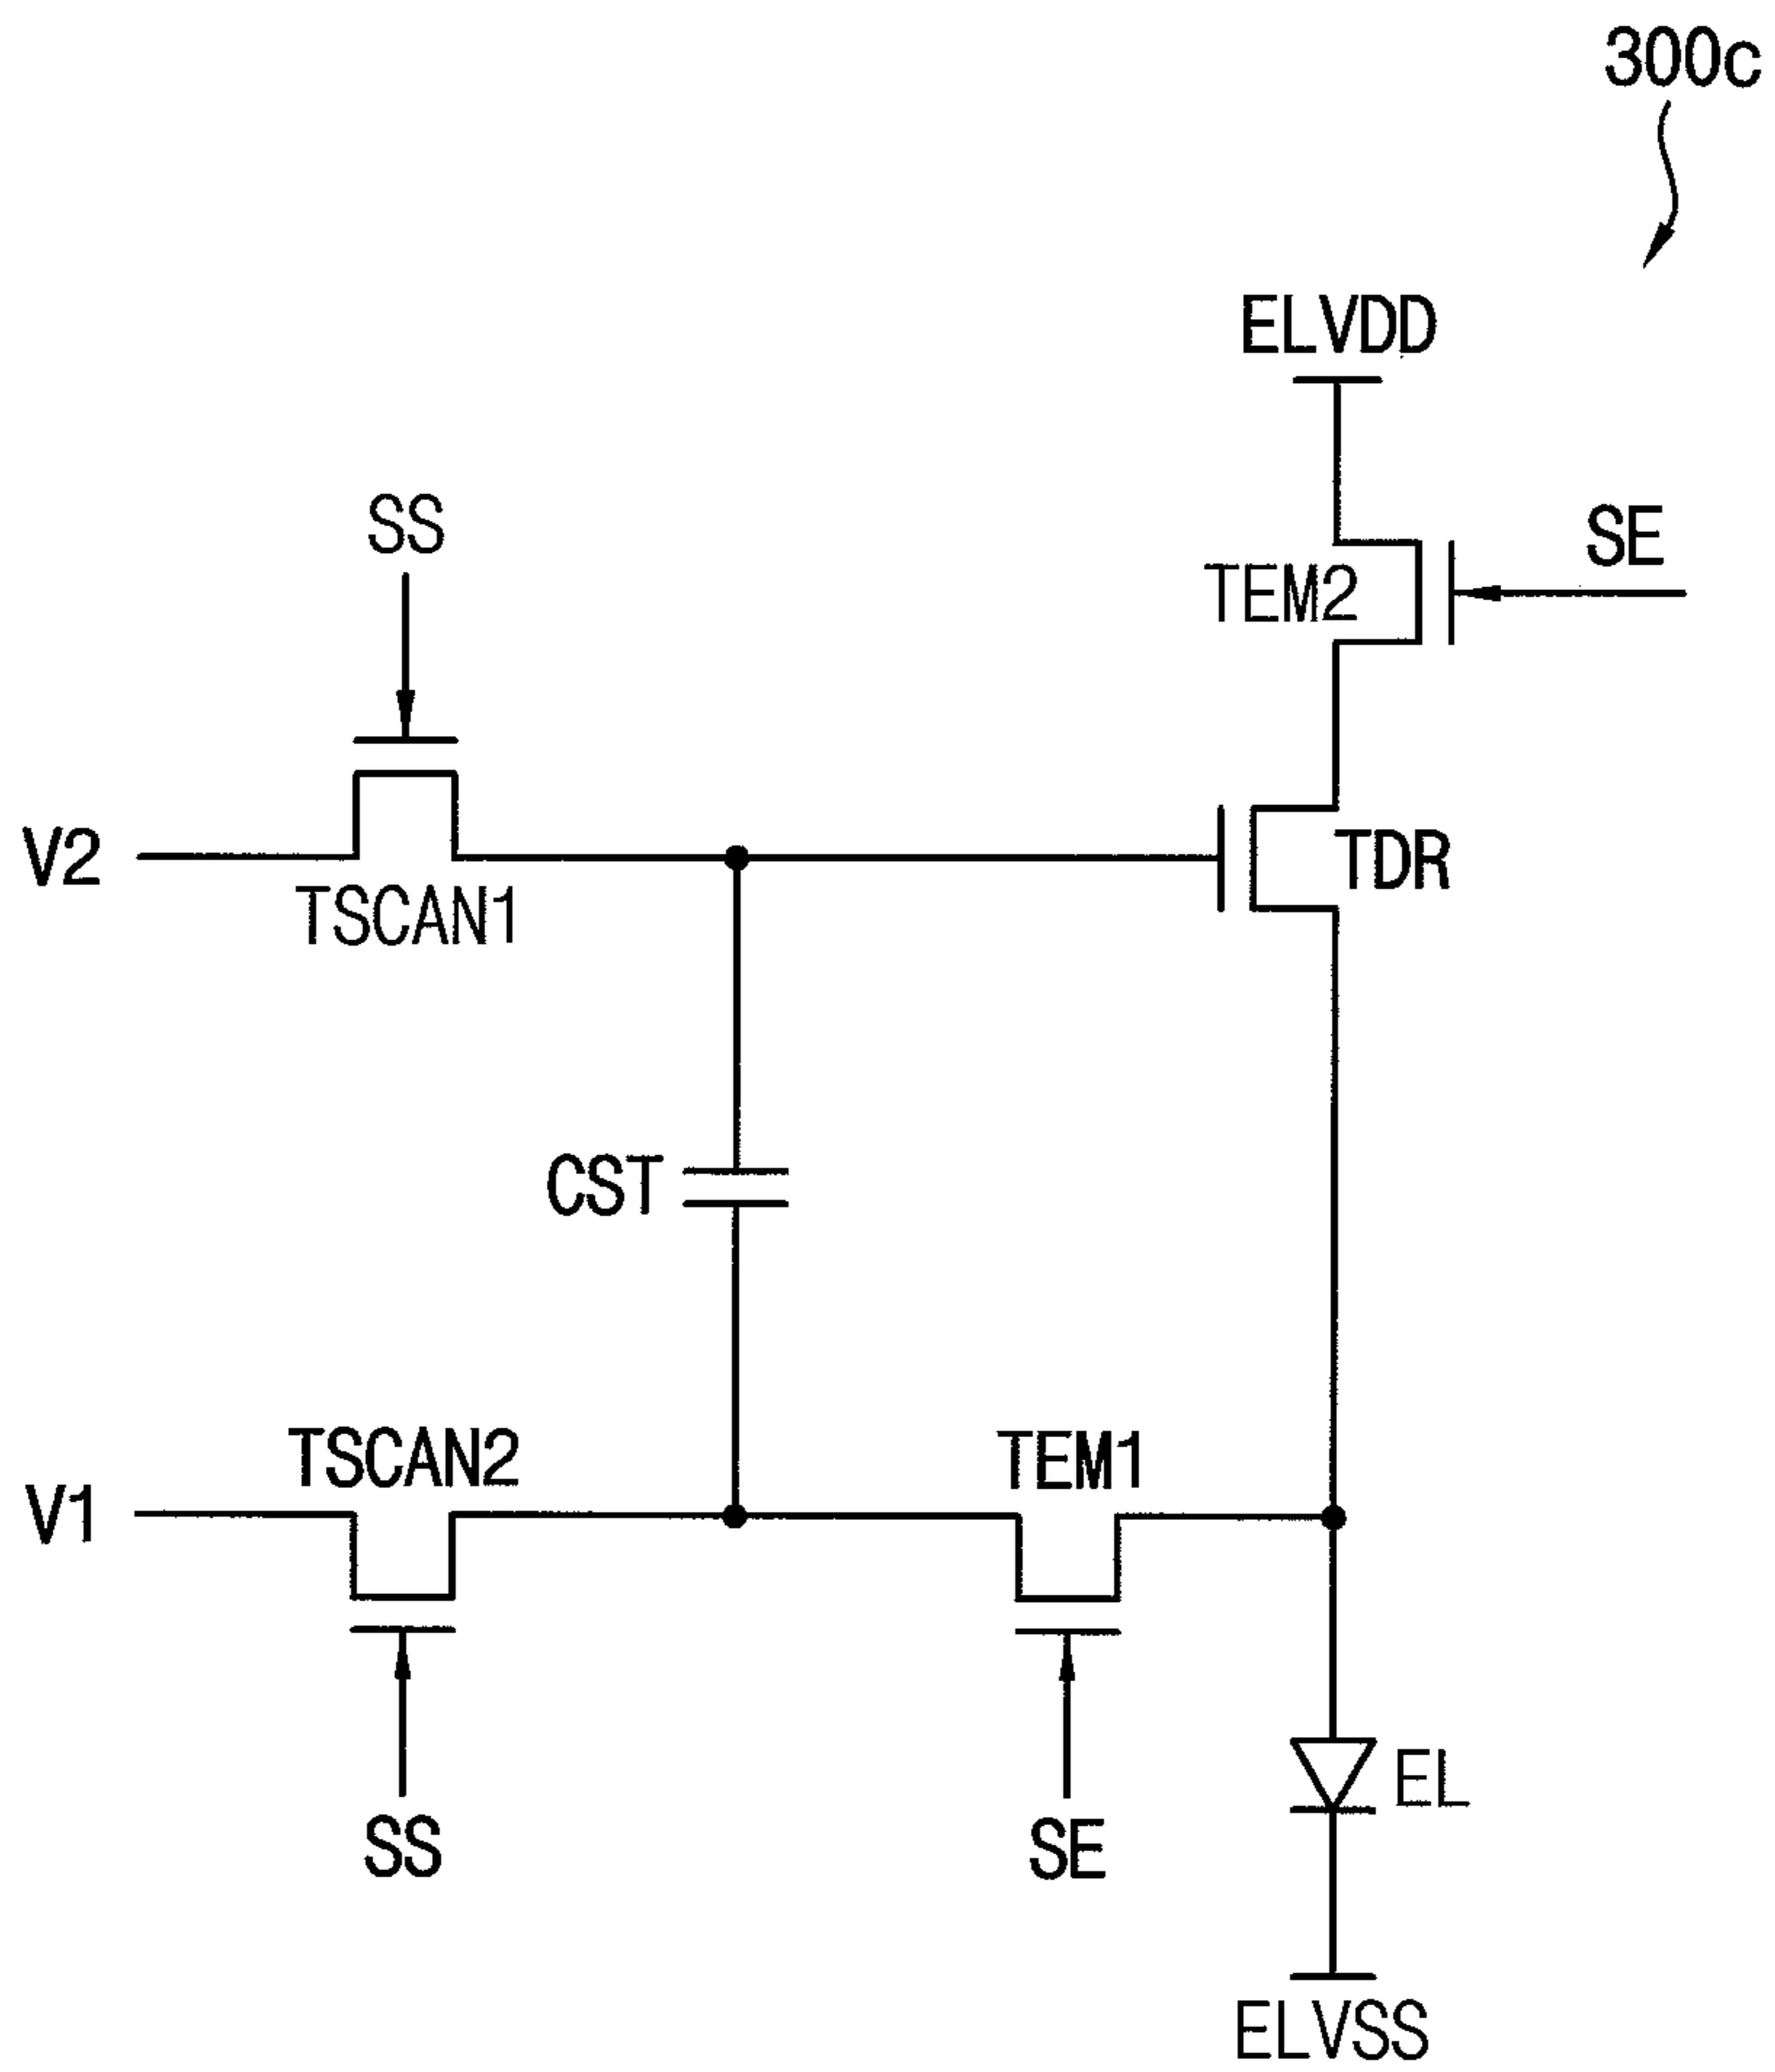 300c
ELVDD
SS
SE
TEM2
V2
TDR
TSCAN1
CST
TSCAN2
TEM1
V1
EL
SS
SE
ELVSS